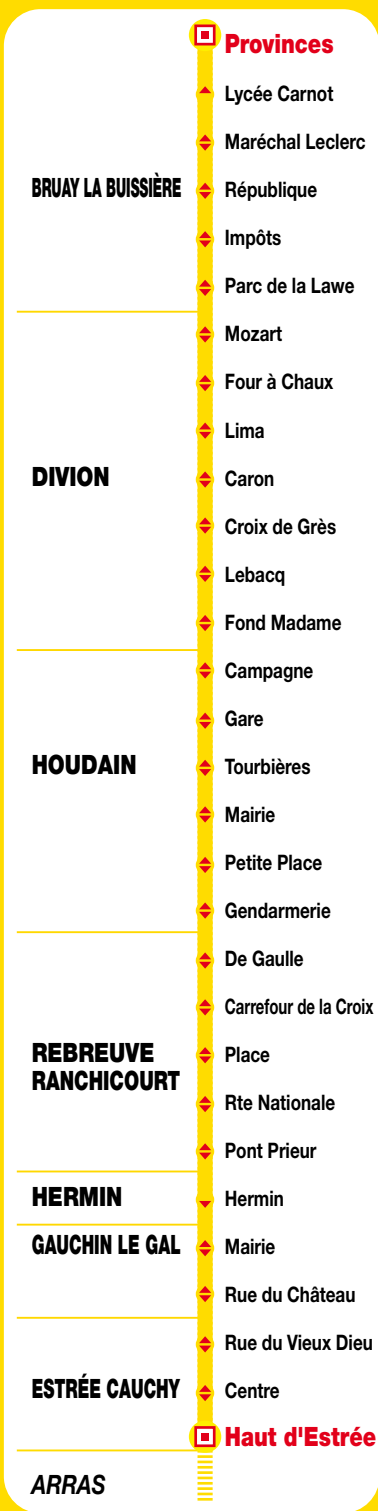 Provinces
Lycée Carnot
Maréchal Leclerc
BRUAY LA BUISSIÈRE
République
Impôts
Parc de la Lawe
Mozart
Four à Chaux
Lima
DIVION
Caron
Croix de Grès
Lebacq
Fond Madame
Campagne
Gare
HOUDAIN
Tourbières
Mairie
Petite Place
Gendarmerie
De Gaulle
Carrefour de la Croix
REBREUVE
RANCHICOURT
Place
Rte Nationale
Pont Prieur
HERMIN
Hermin
GAUCHIN LE GAL
Mairie
Rue du Château
Rue du Vieux Dieu
ESTRÉE CAUCHY
Centre
Haut d'Estrée
ARRAS